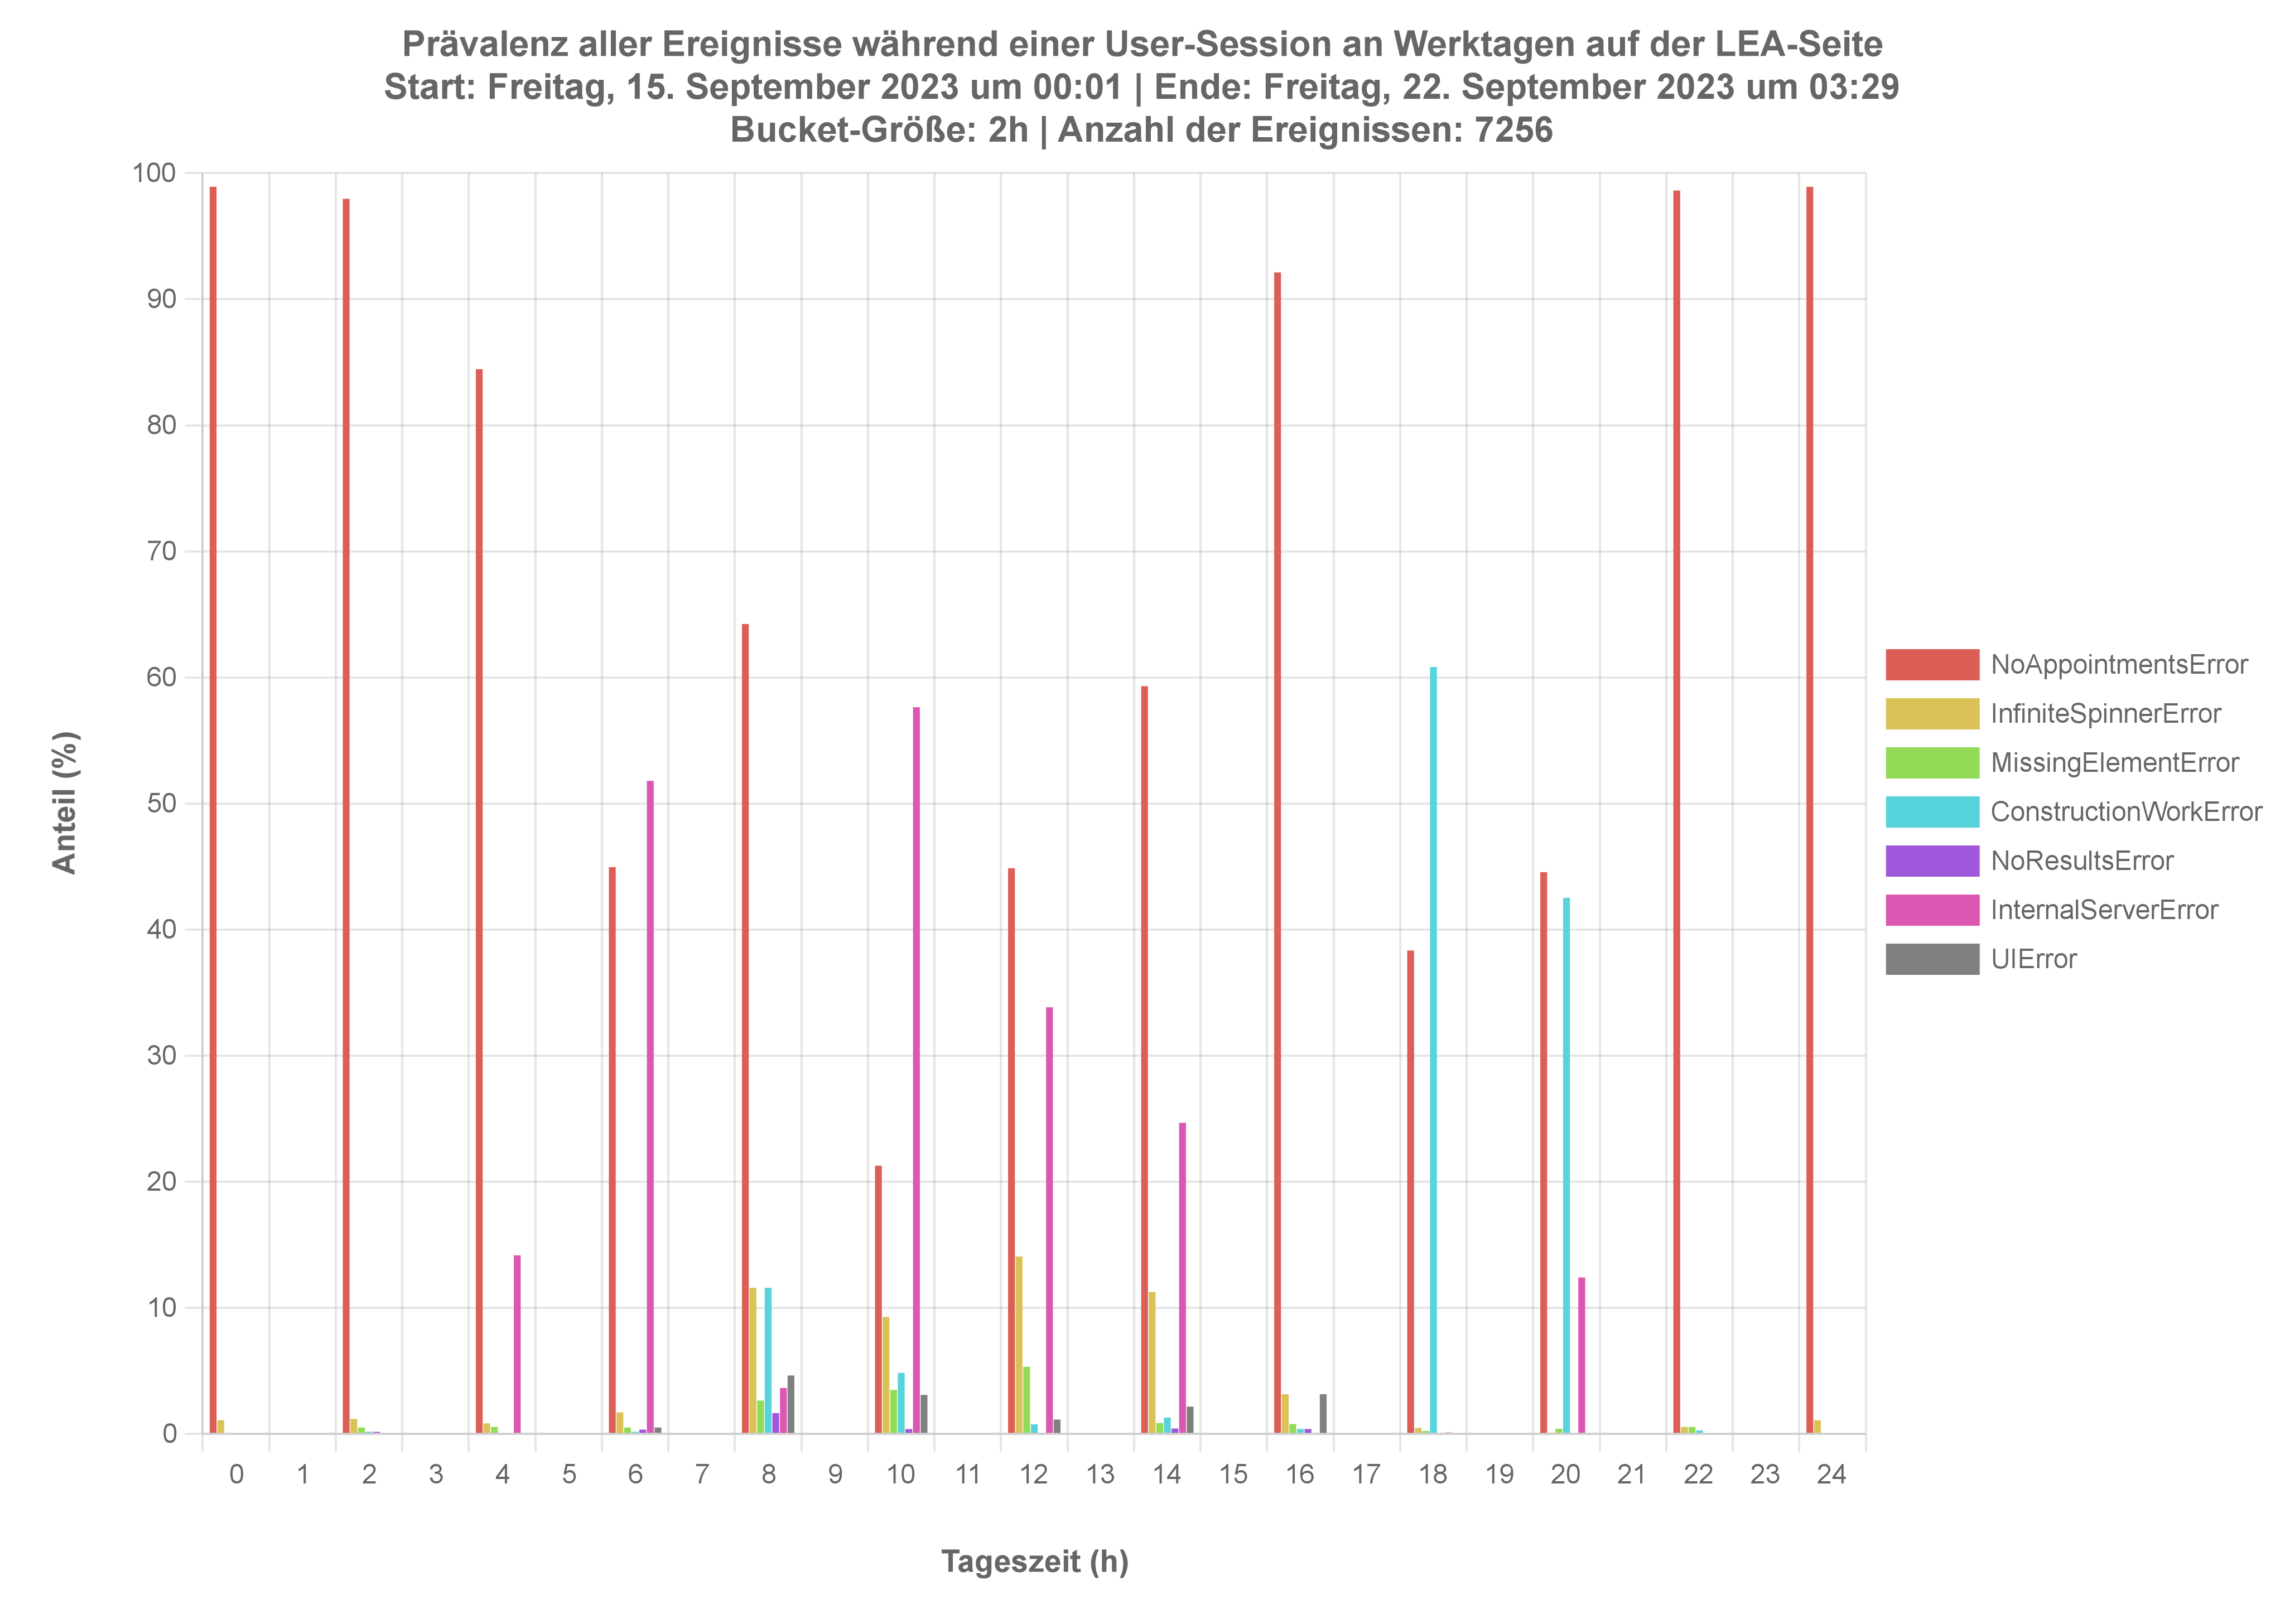 Prävalenz aller Ereignisse während einer User-Session an Werktagen auf der LEA-Seite
Start: Freitag, 15. September 2023 um 00:01 | Ende: Freitag, 22. September 2023 um 03:29
Bucket-Größe: 2h | Anzahl der Ereignissen: 7256
100
90
80
70
60
50
40
30
20
10
0
Anteil (%)
0 1 2 3 4 5 6 7 8 9 10 11 12 13 14 15 16 17 18 19 20 21 22 23 24
Tageszeit (h)
NoAppointmentsError
InfiniteSpinnerError
MissingElementError
ConstructionWorkError
NoResultsError
InternalServerError
UIError